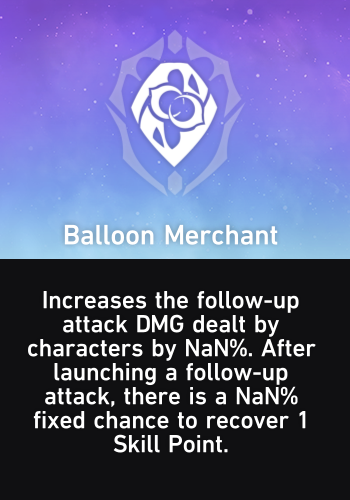 Balloon Merchant
Increases the follow-up
attack DMG dealt by
characters by NaN%. After
launching a follow-up
attack, there is a NaN%
fixed chance to recover 1
Skill Point.